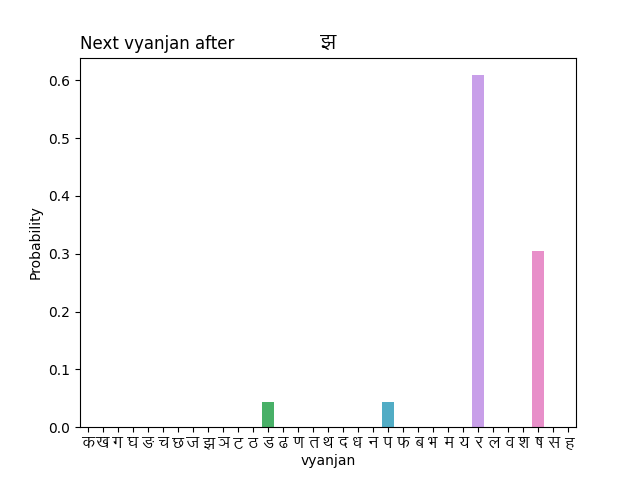 Next vyanjan after झ
0.6
0.5
0.4
0.3
0.2
0.1
0.0
Probability
क ख ग घ ङ च छ ज झ ञ ट ठ ड ढ ण त थ द ध न प फ ब भ म य र ल व श ष स ह
vyanjan